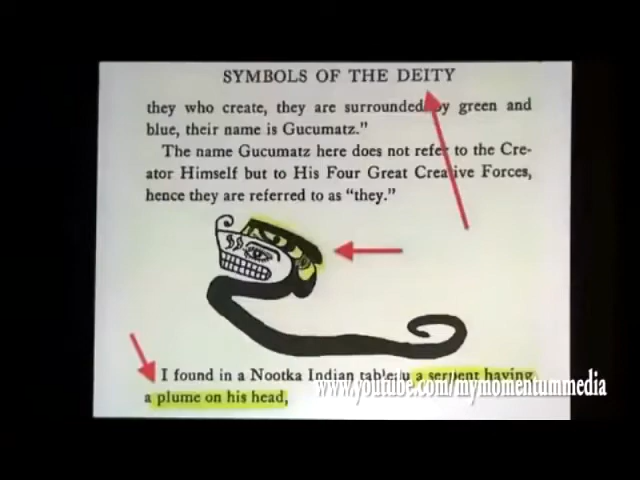 SYMBOLS OF THE DEITY
they who create, they are surrounded by green and
blue, their name is Gucumatz."
The name Gucumatz here does not refer to the Cre-
ator Himself but to His Four Great Creative Forces,
hence they are referred to as "they."
I found in a Nootka Indian tableau a serpent having
a plume on his head,
www.youtube.com/mymomentummedia